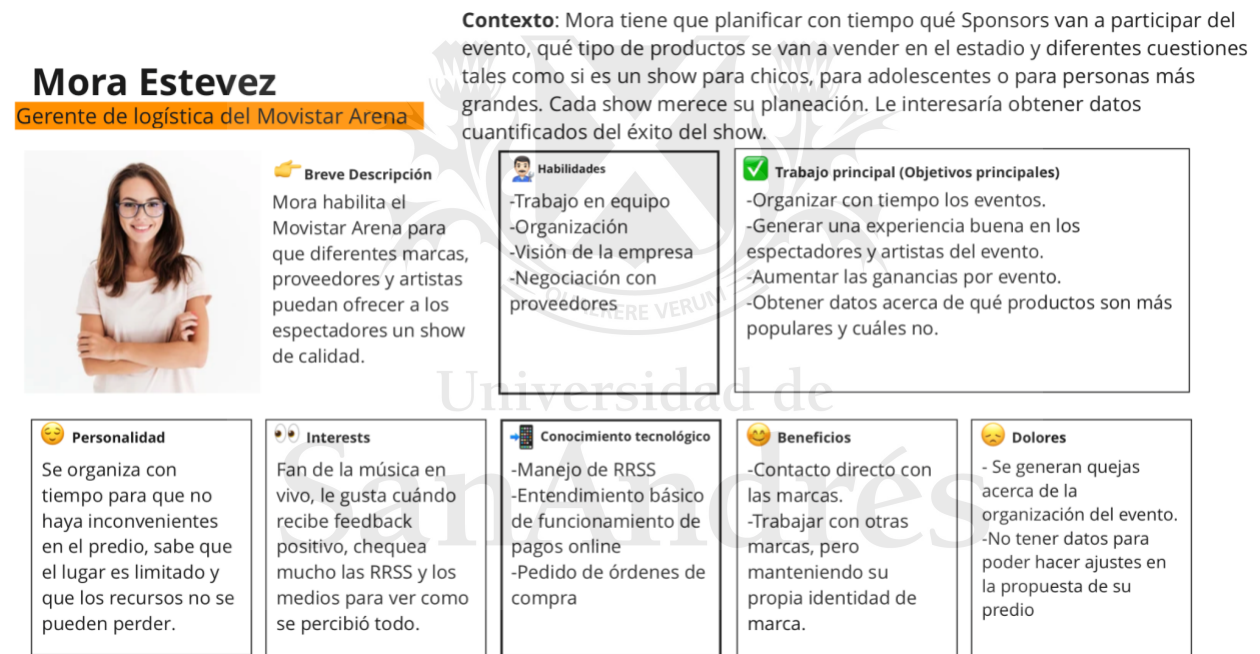 Contexto: Mora tiene que planificar con tiempo qué Sponsors van a participar del
evento, qué tipo de productos se van a vender en el estadio y diferentes cuestiones
tales como si es un show para chicos, para adolescentes o para personas más
grandes. Cada show merece su planeación. Le interesaría obtener datos
cuantificados del éxito del show.
Mora Estevez
Gerente de logística del Movistar Arena
👉 Breve Descripción
Mora habilita el
Movistar Arena para
que diferentes marcas,
proveedores y artistas
puedan ofrecer a los
espectadores un show
de calidad.
Habilidades
-Trabajo en equipo
-Organización
-Visión de la empresa
-Negociación con
proveedores
✅ Trabajo principal (Objetivos principales)
-Organizar con tiempo los eventos.
-Generar una experiencia buena en los
espectadores y artistas del evento.
-Aumentar las ganancias por evento.
-Obtener datos acerca de qué productos son más
populares y cuáles no.
Personalidad
Se organiza con
tiempo para que no
haya inconvenientes
en el predio, sabe que
el lugar es limitado y
que los recursos no se
pueden perder.
👀 Interests
Fan de la música en
vivo, le gusta cuándo
recibe feedback
positivo, chequea
mucho las RRSS y los
medios para ver como
se percibió todo.
📲 Conocimiento tecnológico
-Manejo de RRSS
-Entendimiento básico
de funcionamiento de
pagos online
-Pedido de órdenes de
compra
😊 Beneficios
-Contacto directo con
las marcas.
-Trabajar con otras
marcas, pero
manteniendo su
propia identidad de
marca.
😞 Dolores
- Se generan quejas
acerca de la
organización del evento.
-No tener datos para
poder hacer ajustes en
la propuesta de su
predio
Universidad de
SanAndrés